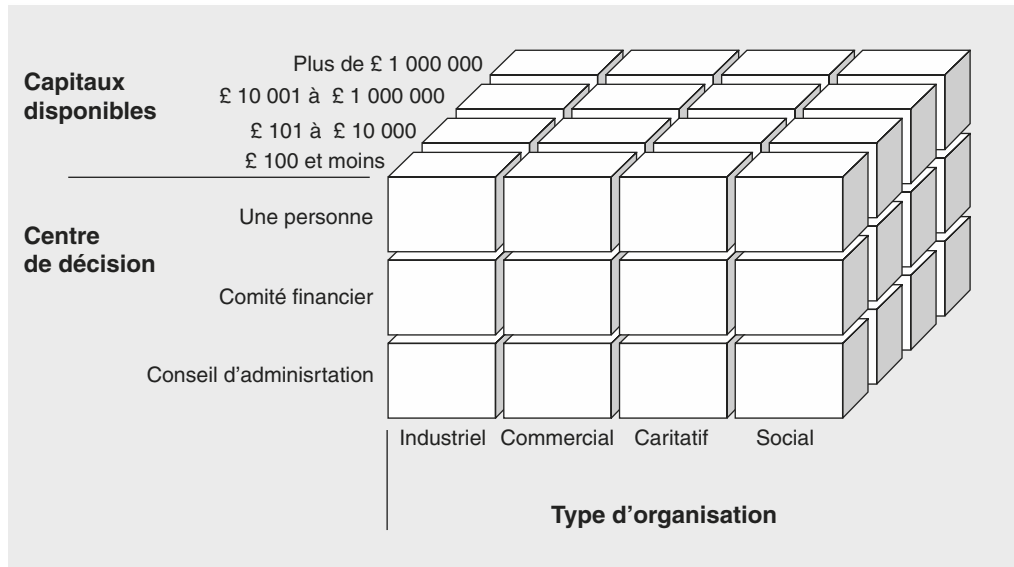 Capitaux
disponibles
Plus de £ 1 000 000
£ 10 001 à £ 1 000 000
£ 101 à £ 10 000
£ 100 et moins
Centre
de décision
Une personne
Comité financier
Conseil d’adminisrtation
Industriel Commercial Caritatif Social
Type d’organisation